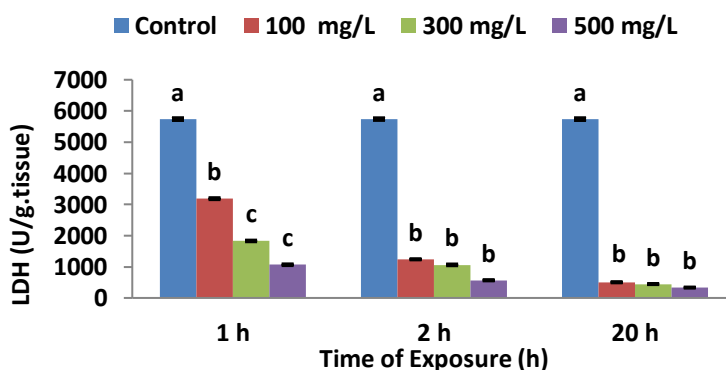 Control 100 mg/L 300 mg/L 500 mg/L
7000
6000
5000
4000
3000
2000
1000
0
LDH (U/g.tissue)
a b c c a b b b a b b b
1 h 2 h 20 h
Time of Exposure (h)